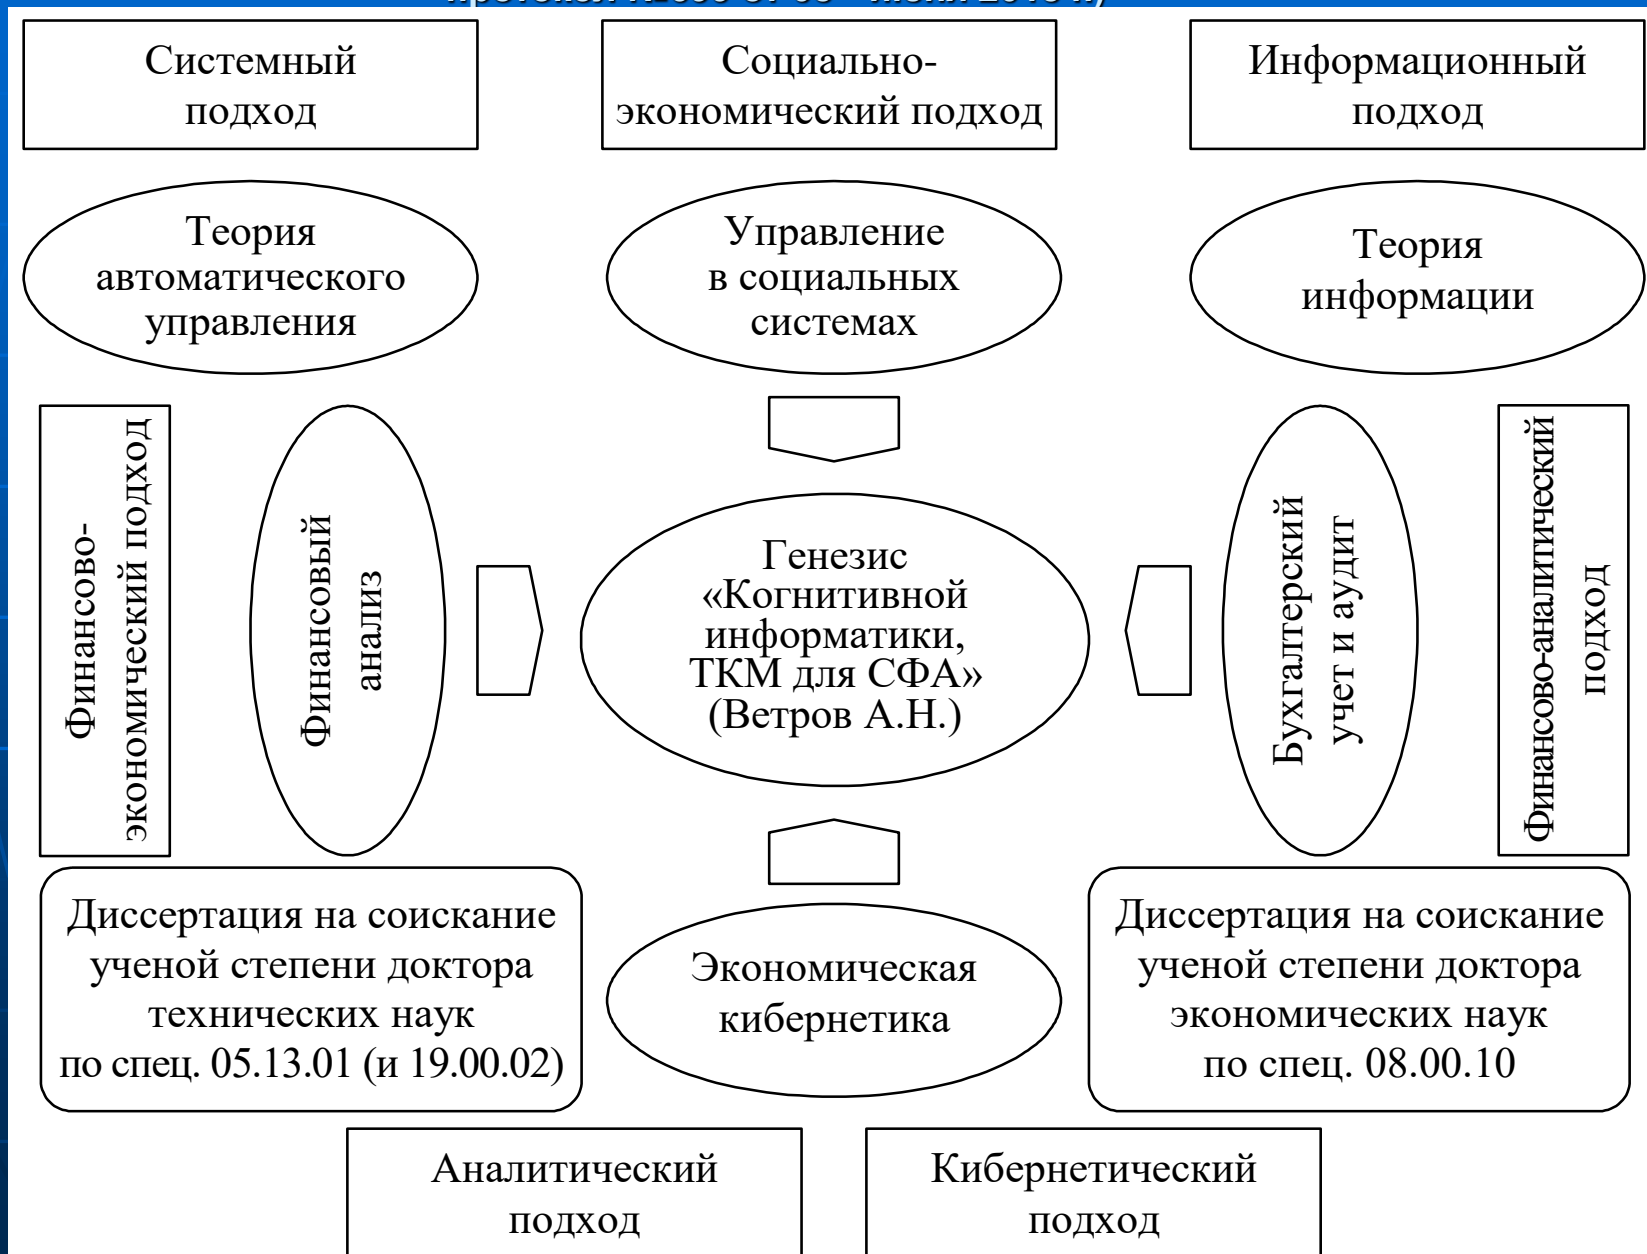 Системный
подход
Социально-
экономический подход
Информационный
подход
Теория
автоматического
управления
Управление
в социальных
системах
Теория
информации
Финансово-
экономический подход
Финансовый
анализ
Генезис
«Когнитивной
информатики,
ТКМ для СФА»
(Ветров А.Н.)
Бухгалтерский
учет и аудит
Финансово-аналитический
подход
Диссертация на соискание
ученой степени доктора
технических наук
по спец. 05.13.01 (и 19.00.02)
Экономическая
кибернетика
Диссертация на соискание
ученой степени доктора
экономических наук
по спец. 08.00.10
Аналитический
подход
Кибернетический
подход